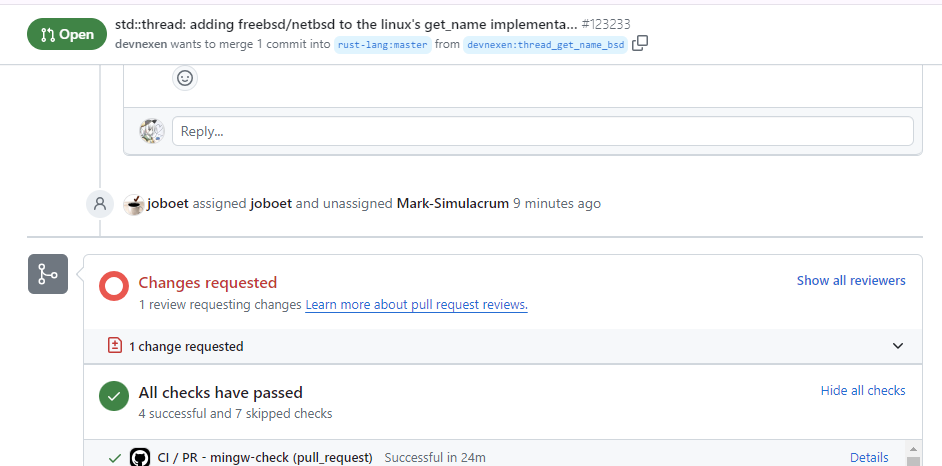 Open
std::thread: adding freebsd/netbsd to the linux's get_name implementa... #123233
devnexen wants to merge 1 commit into rust-lang:master from devnexen:thread_get_name_bsd
Reply...
joboet assigned joboet and unassigned Mark-Simulacrum 9 minutes ago
Changes requested
Show all reviewers
1 review requesting changes Learn more about pull request reviews.
1 change requested
All checks have passed
Hide all checks
4 successful and 7 skipped checks
CI / PR - mingw-check (pull_request) Successful in 24m Details